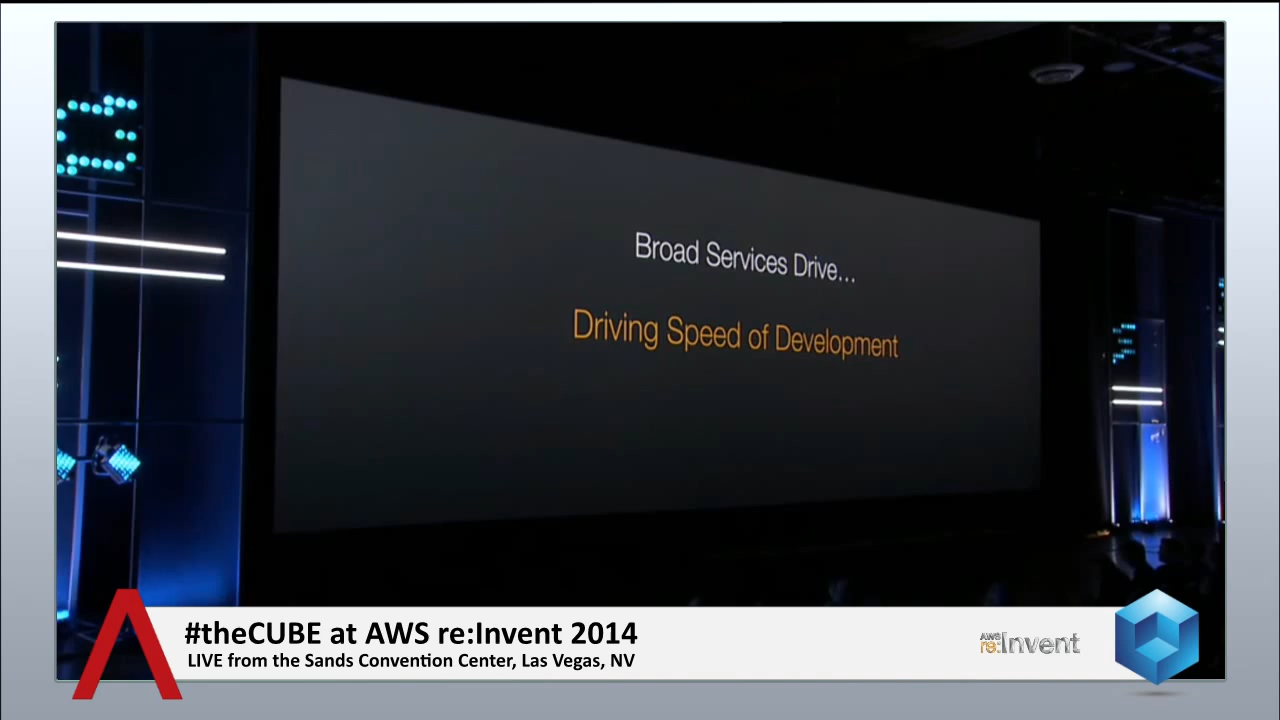 Broad Services Drive...
Driving Speed of Development
#theCUBE at AWS re:Invent 2014
LIVE from the Sands Convention Center, Las Vegas, NV
AWS
re:Invent